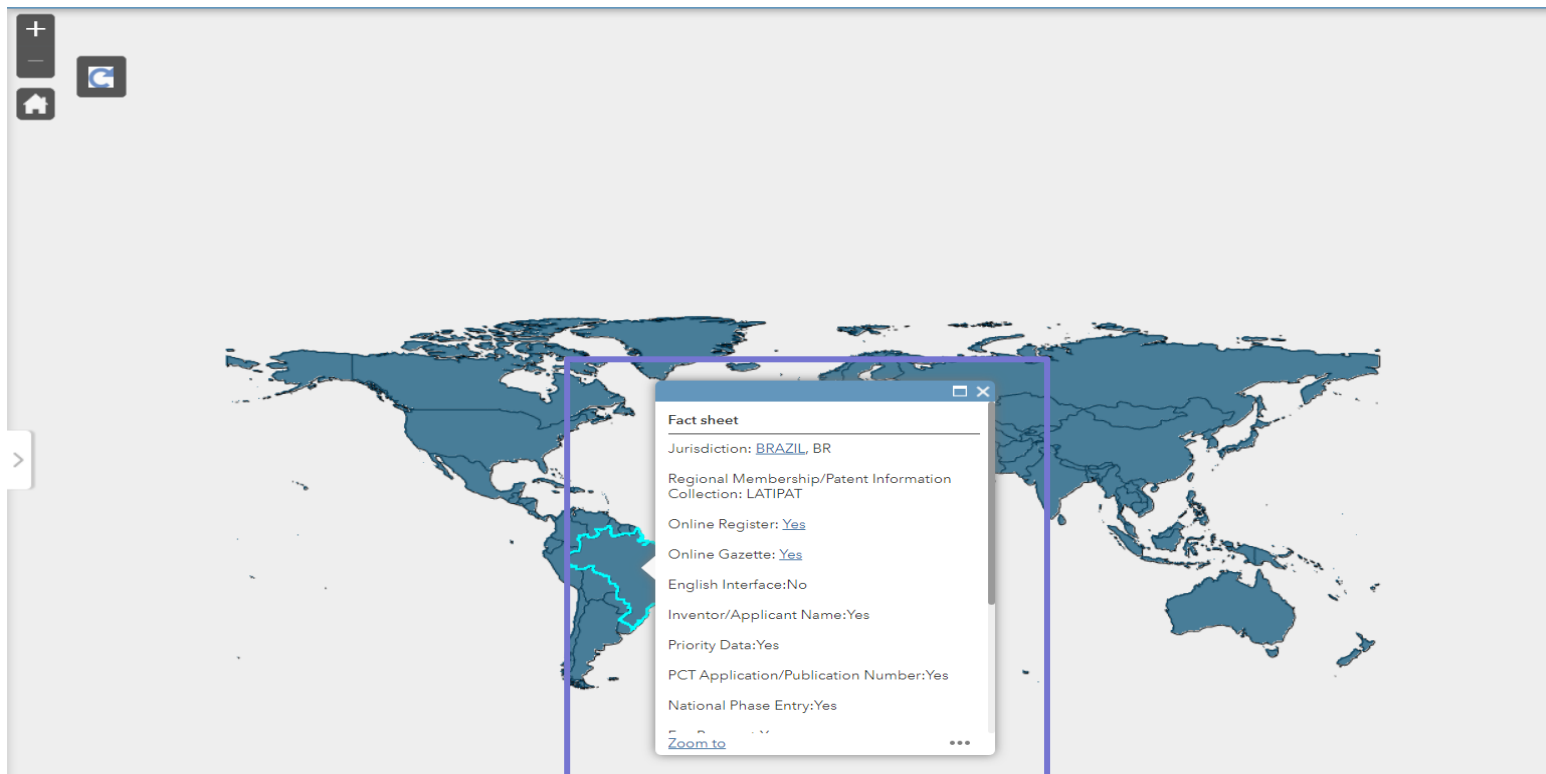 Fact sheet
Jurisdiction: BRAZIL, BR
Regional Membership/Patent Information
Collection: LATIPAT
Online Register: Yes
Online Gazette: Yes
English Interface:No
Inventor/Applicant Name:Yes
Priority Data:Yes
PCT Application/Publication Number:Yes
National Phase Entry:Yes
Zoom to